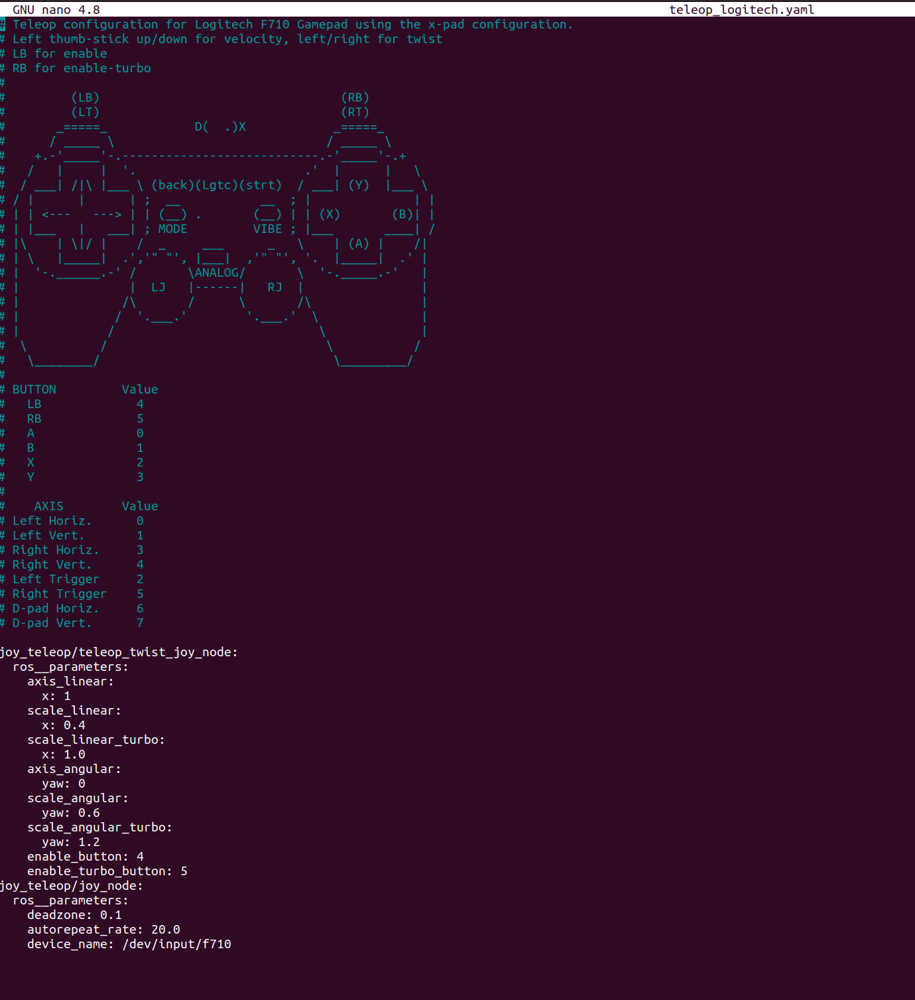 GNU nano 4.8                                                                              teleop_logitech.yaml
# Teleop configuration for Logitech F710 Gamepad using the x-pad configuration.
# Left thumb-stick up/down for velocity, left/right for twist
# LB for enable
# RB for enable-turbo
#
#         (LB)                                 (RB)
#         (LT)                                 (RT)
#       _=====_            D(  .)X            _=====_
#      / _____ \                             / _____ \
#    +.-'_____'-.---------------------------.-'_____'-.+
#   /   |     |  '.                       .'  |      |   \
#  / ___| /|\ |___ \ (back)(Lgtc)(strt)  / ___| (Y)  |___ \
# / |      |      | ;  __           __  ; |              | |
# | | <---   ---> | | (__) .       (__) | | (X)       (B)| |
# | |___   |   ___| ; MODE         VIBE ; |___       ____| /
# |\    | \|/ |    /  _     ___      _   \    | (A) |    /|
# | \   |_____|  .','" "', |___|  ,'" "', '.  |_____|  .' |
# |  '-.______.-' /       \ANALOG/       \  '-._____.-'   |
# |               |  LJ   |------|   RJ  |                |
# |              /\       /      \       /\               |
# |             /  '.___.'        '.___.'  \              |
# |            /                            \             |
#  \          /                              \           /
#   \________/                                \_________/
#
# BUTTON         Value
#   LB             4
#   RB             5
#   A              0
#   B              1
#   X              2
#   Y              3
#
#    AXIS        Value
# Left Horiz.      0
# Left Vert.       1
# Right Horiz.     3
# Right Vert.      4
# Left Trigger     2
# Right Trigger    5
# D-pad Horiz.     6
# D-pad Vert.      7

joy_teleop/teleop_twist_joy_node:
  ros__parameters:
    axis_linear:
      x: 1
    scale_linear:
      x: 0.4
    scale_linear_turbo:
      x: 1.0
    axis_angular:
      yaw: 0
    scale_angular:
      yaw: 0.6
    scale_angular_turbo:
      yaw: 1.2
    enable_button: 4
    enable_turbo_button: 5
joy_teleop/joy_node:
  ros__parameters:
    deadzone: 0.1
    autorepeat_rate: 20.0
    device_name: /dev/input/f710